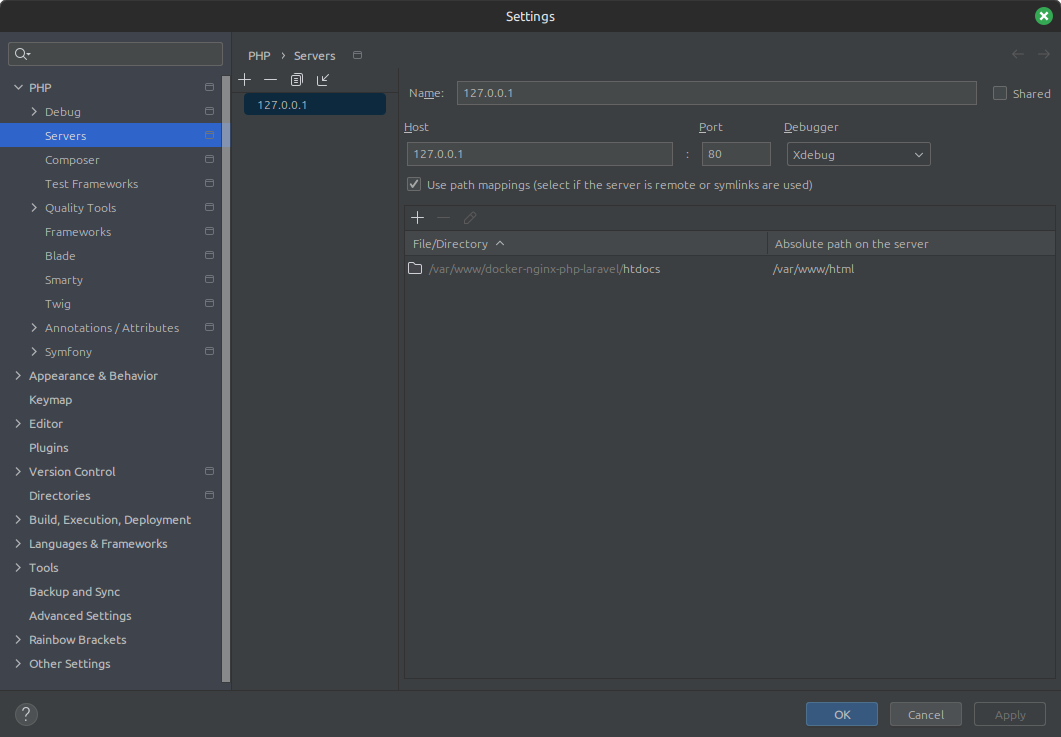 Settings
PHP › Servers
PHP
Debug
Servers
Composer
Test Frameworks
Quality Tools
Frameworks
Blade
Smarty
Twig
Annotations / Attributes
Symfony
Appearance & Behavior
Keymap
Editor
Plugins
Version Control
Directories
Build, Execution, Deployment
Languages & Frameworks
Tools
Backup and Sync
Advanced Settings
Rainbow Brackets
Other Settings
127.0.0.1
Name: 127.0.0.1 Shared
Host Port Debugger
127.0.0.1 : 80 Xdebug
Use path mappings (select if the server is remote or symlinks are used)
File/Directory Absolute path on the server
/var/www/docker-nginx-php-laravel/htdocs /var/www/html
? OK Cancel Apply